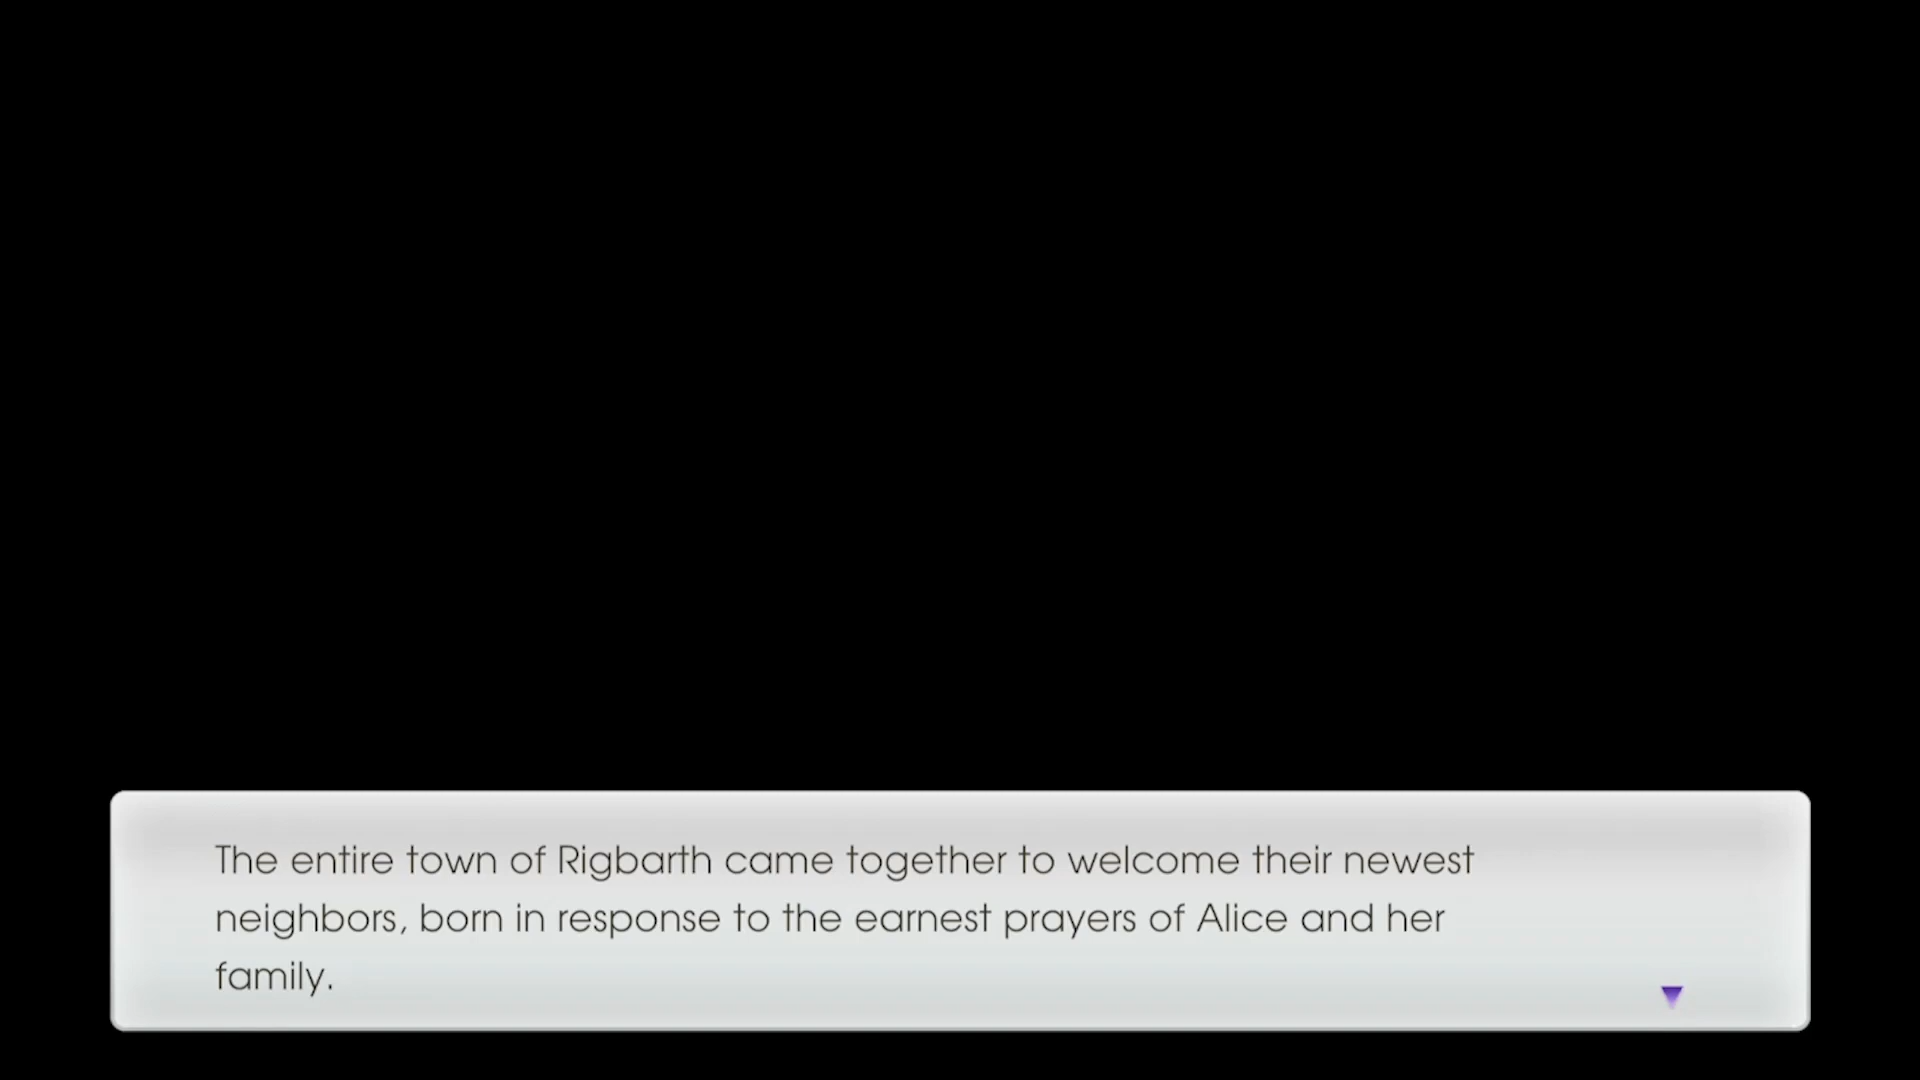 The entire town of Rigbarth came together to welcome their newest
neighbors, born in response to the earnest prayers of Alice and her
family.